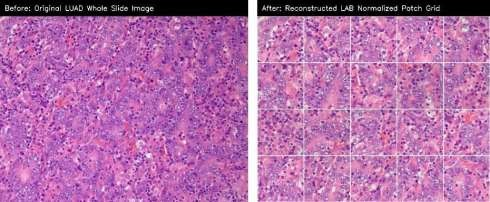 Before: Original LUAD Whole Slide Image
After: Reconstructed LAB Normalized Patch Grid